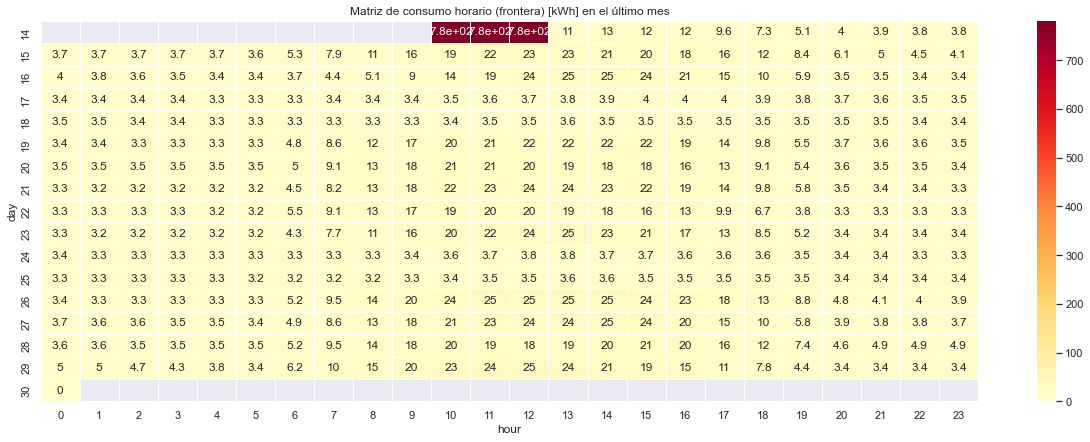 Matriz de consumo horario (frontera) [kWh] en el último mes
14 7.8e+02 7.8e+02 7.8e+02 11 13 12 12 9.6 7.3 5.1 4 3.9 3.8 3.8
15 3.7 3.7 3.7 3.7 3.7 3.6 5.3 7.9 11 16 19 22 23 23 21 20 18 16 12 8.4 6.1 5 4.5 4.1
16 4 3.8 3.6 3.5 3.4 3.4 3.7 4.4 5.1 9 14 19 24 25 25 24 21 15 10 5.9 3.5 3.5 3.4 3.4
17 3.4 3.4 3.4 3.4 3.3 3.3 3.3 3.4 3.4 3.4 3.5 3.6 3.7 3.8 3.9 4 4 4 3.9 3.8 3.7 3.6 3.5 3.5
18 3.5 3.5 3.4 3.4 3.3 3.3 3.3 3.3 3.3 3.3 3.4 3.5 3.5 3.6 3.5 3.5 3.5 3.5 3.5 3.5 3.5 3.5 3.4 3.4
19 3.4 3.4 3.3 3.3 3.3 3.3 4.8 8.6 12 17 20 21 22 22 22 22 19 14 9.8 5.5 3.7 3.6 3.6 3.5
20 3.5 3.5 3.5 3.5 3.5 3.5 5 9.1 13 18 21 21 20 19 18 18 16 13 9.1 5.4 3.6 3.5 3.5 3.4
21 3.3 3.2 3.2 3.2 3.2 3.2 4.5 8.2 13 18 22 23 24 24 23 22 19 14 9.8 5.8 3.5 3.4 3.4 3.3
22 3.3 3.3 3.3 3.3 3.2 3.2 5.5 9.1 13 17 19 20 20 19 18 16 13 9.9 6.7 3.8 3.3 3.3 3.3 3.3
23 3.3 3.2 3.2 3.2 3.2 3.2 4.3 7.7 11 16 20 22 24 25 23 21 17 13 8.5 5.2 3.4 3.4 3.4 3.4
24 3.4 3.3 3.3 3.3 3.3 3.3 3.3 3.3 3.3 3.4 3.6 3.7 3.8 3.8 3.7 3.7 3.6 3.6 3.6 3.5 3.4 3.4 3.3 3.3
25 3.3 3.3 3.3 3.3 3.3 3.2 3.2 3.2 3.2 3.3 3.4 3.5 3.5 3.6 3.6 3.5 3.5 3.5 3.5 3.5 3.4 3.4 3.4 3.4
26 3.4 3.3 3.3 3.3 3.3 3.3 5.2 9.5 14 20 24 25 25 25 25 24 23 18 13 8.8 4.8 4.1 4 3.9
27 3.7 3.6 3.6 3.5 3.5 3.4 4.9 8.6 13 18 21 23 24 24 25 24 20 15 10 5.8 3.9 3.8 3.8 3.7
28 3.6 3.6 3.5 3.5 3.5 3.5 5.2 9.5 14 18 20 19 18 19 20 21 20 16 12 7.4 4.6 4.9 4.9 4.9
29 5 5 4.7 4.3 3.8 3.4 6.2 10 15 20 23 24 25 24 21 19 15 11 7.8 4.4 3.4 3.4 3.4 3.4
30 0
0 1 2 3 4 5 6 7 8 9 10 11 12 13 14 15 16 17 18 19 20 21 22 23
hour
day
700
600
500
400
300
200
100
0